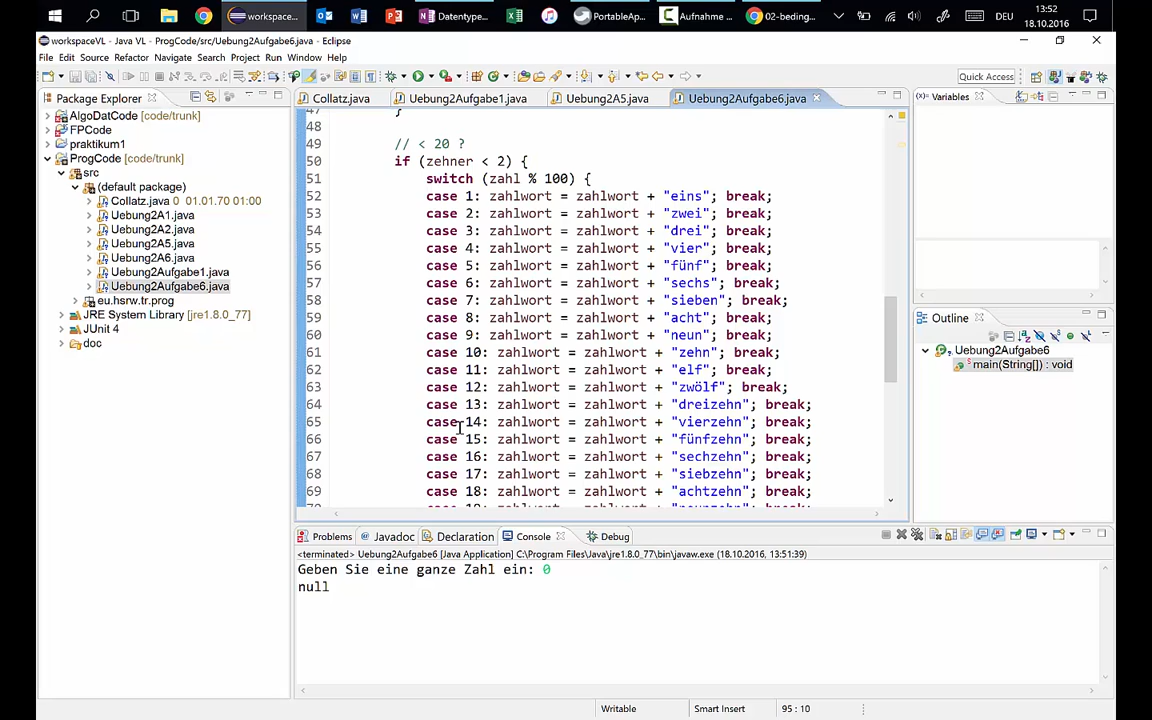 workspace...
Datentype...
PortableAp...
Aufnahme ...
02-beding...
DEU
13:52
18.10.2016
workspaceVL - Java VL - ProgCode/src/Uebung2Aufgabe6.java - Eclipse
File Edit Source Refactor Navigate Search Project Run Window Help
Quick Access
Package Explorer
AlgoDatCode [code/trunk]
FPCode
praktikum1
ProgCode [code/trunk]
src
(default package)
Collatz.java 0 01.01.70 01:00
Uebung2A1.java
Uebung2A2.java
Uebung2A5.java
Uebung2A6.java
Uebung2Aufgabe1.java
Uebung2Aufgabe6.java
eu.hsrw.tr.prog
JRE System Library [jre1.8.0_77]
JUnit 4
doc
Collatz.java Uebung2Aufgabe1.java Uebung2A5.java Uebung2Aufgabe6.java
47 }
48
49 // < 20 ?
50 if (zehner < 2) {
51 switch (zahl % 100) {
52 case 1: zahlwort = zahlwort + "eins"; break;
53 case 2: zahlwort = zahlwort + "zwei"; break;
54 case 3: zahlwort = zahlwort + "drei"; break;
55 case 4: zahlwort = zahlwort + "vier"; break;
56 case 5: zahlwort = zahlwort + "fünf"; break;
57 case 6: zahlwort = zahlwort + "sechs"; break;
58 case 7: zahlwort = zahlwort + "sieben"; break;
59 case 8: zahlwort = zahlwort + "acht"; break;
60 case 9: zahlwort = zahlwort + "neun"; break;
61 case 10: zahlwort = zahlwort + "zehn"; break;
62 case 11: zahlwort = zahlwort + "elf"; break;
63 case 12: zahlwort = zahlwort + "zwölf"; break;
64 case 13: zahlwort = zahlwort + "dreizehn"; break;
65 case 14: zahlwort = zahlwort + "vierzehn"; break;
66 case 15: zahlwort = zahlwort + "fünfzehn"; break;
67 case 16: zahlwort = zahlwort + "sechzehn"; break;
68 case 17: zahlwort = zahlwort + "siebzehn"; break;
69 case 18: zahlwort = zahlwort + "achtzehn"; break;
Variables
Outline
Uebung2Aufgabe6
main(String[]) : void
Problems Javadoc Declaration Console Debug
<terminated> Uebung2Aufgabe6 [Java Application] C:\Program Files\Java\jre1.8.0_77\bin\javaw.exe (18.10.2016, 13:51:39)
Geben Sie eine ganze Zahl ein: 0
null
Writable Smart Insert 95 : 10